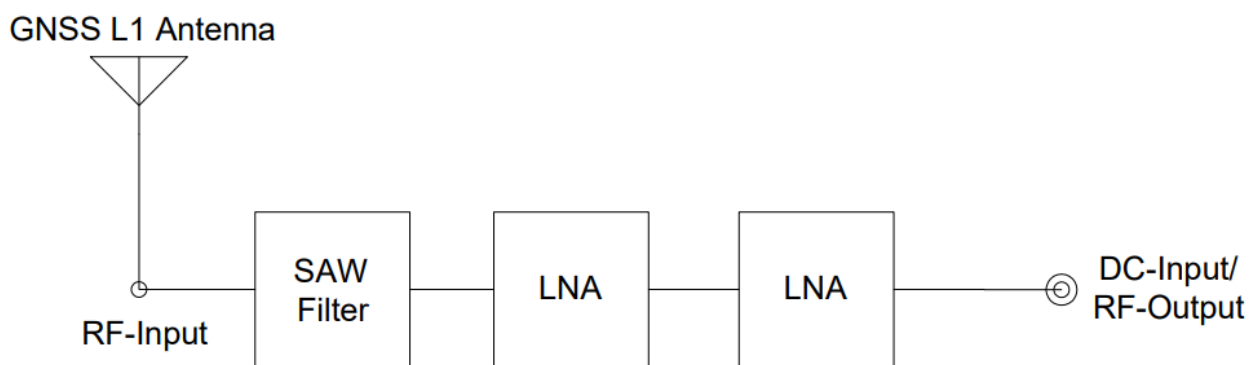 GNSS L1 Antenna
RF-Input
SAW
Filter
LNA
LNA
DC-Input/
RF-Output